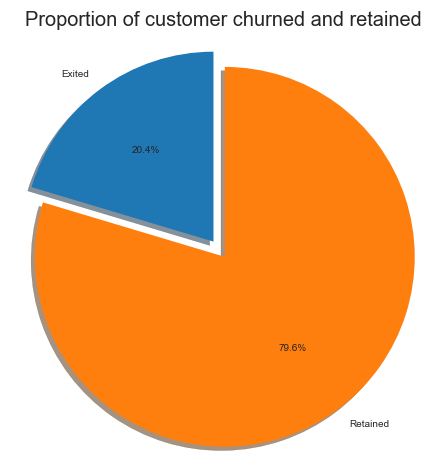 Proportion of customer churned and retained
Exited
20.4%
79.6%
Retained